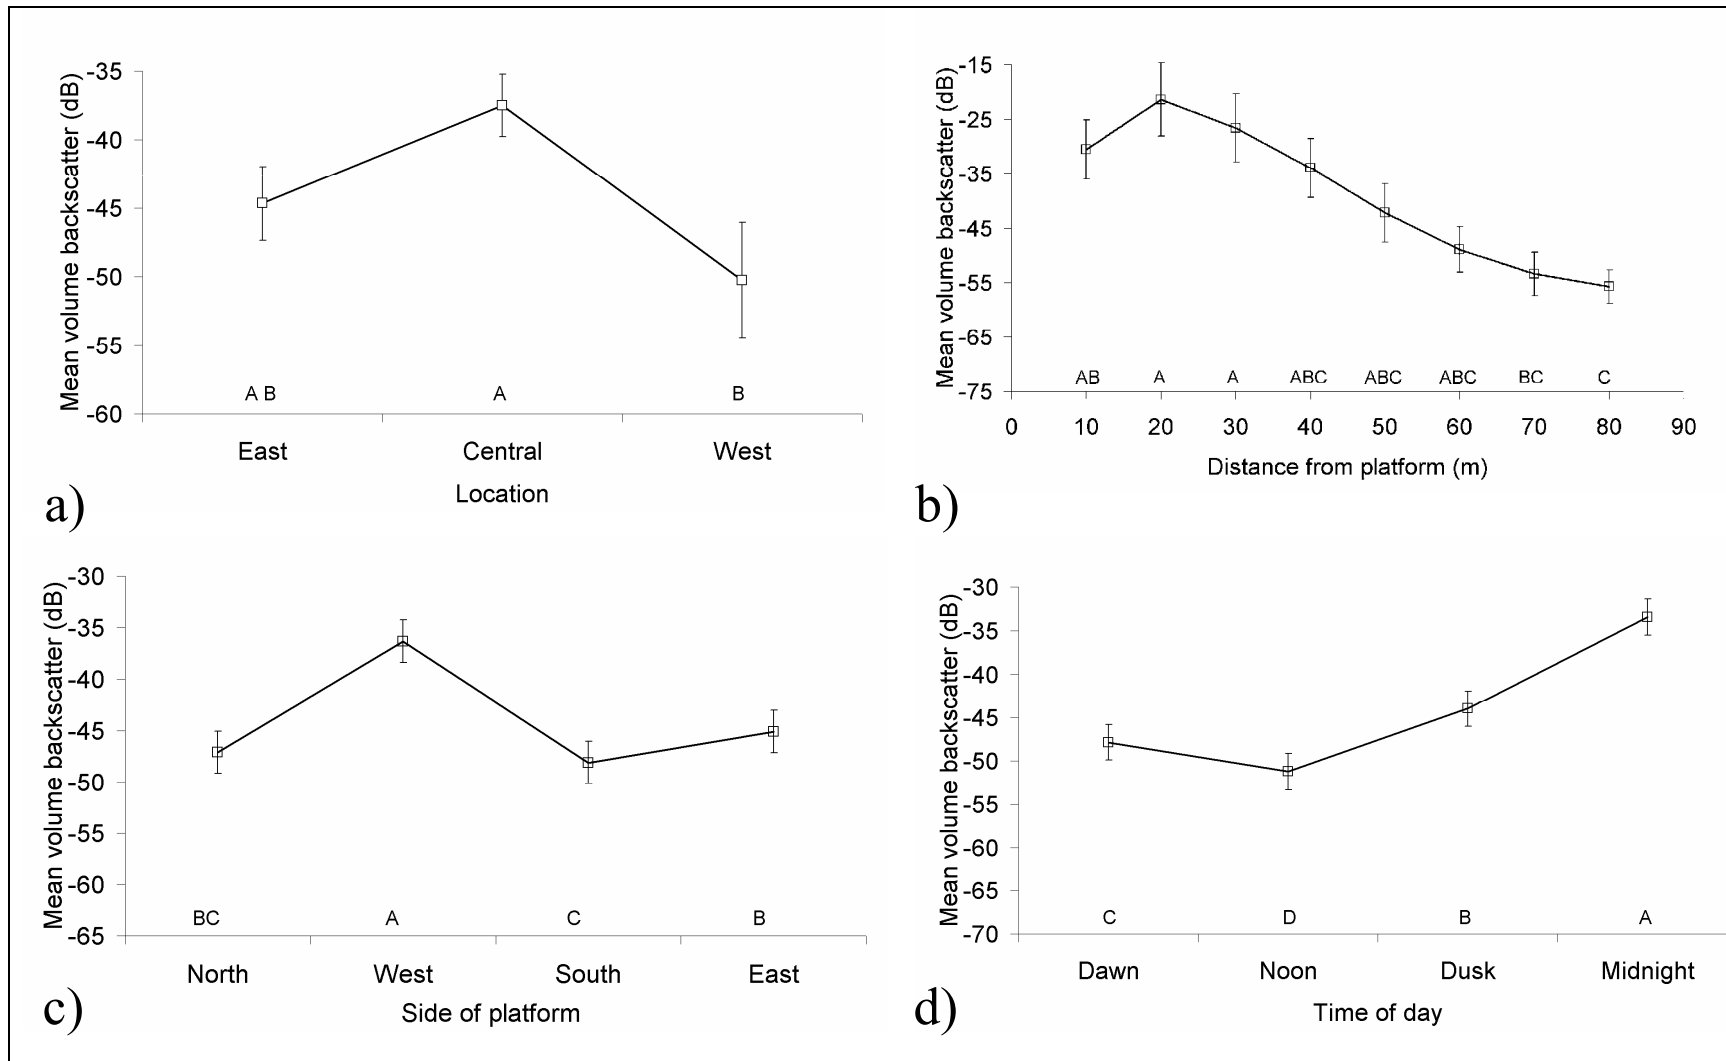 Mean volume backscatter (dB)
-35
-40
-45
-50
-55
-60
A B
A
B
East
Central
West
Location
a)
Mean volume backscatter (dB)
-15
-25
-35
-45
-55
-65
-75
AB
A
A
ABC
ABC
ABC
BC
C
0
10
20
30
40
50
60
70
80
90
Distance from platform (m)
b)
Mean volume backscatter (dB)
-30
-35
-40
-45
-50
-55
-60
-65
BC
A
C
B
North
West
South
East
Side of platform
c)
Mean volume backscatter (dB)
-30
-35
-40
-45
-50
-55
-60
-65
-70
C
D
B
A
Dawn
Noon
Dusk
Midnight
Time of day
d)